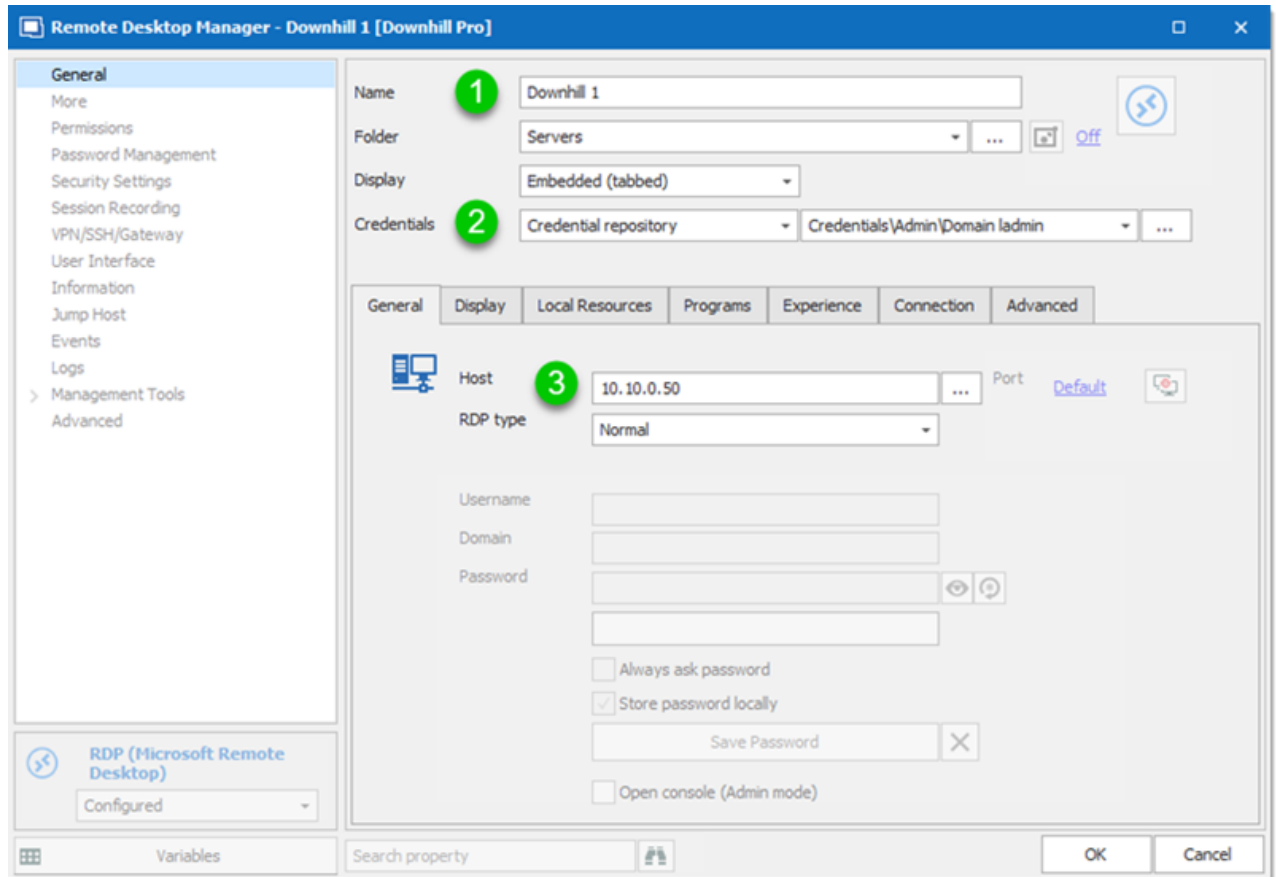 Remote Desktop Manager - Downhill 1 [Downhill Pro]
General
More
Permissions
Password Management
Security Settings
Session Recording
VPN/SSH/Gateway
User Interface
Information
Jump Host
Events
Logs
Management Tools
Advanced
RDP (Microsoft Remote
Desktop)
Configured
Variables
Name 1 Downhill 1
Folder Servers ... Off
Display Embedded (tabbed)
Credentials 2 Credential repository Credentials\Admin\Domain ladmin ...
General Display Local Resources Programs Experience Connection Advanced
Host 3 10.10.0.50 ... Port Default
RDP type Normal
Username
Domain
Password
Always ask password
Store password locally
Save Password
Open console (Admin mode)
Search property
OK Cancel